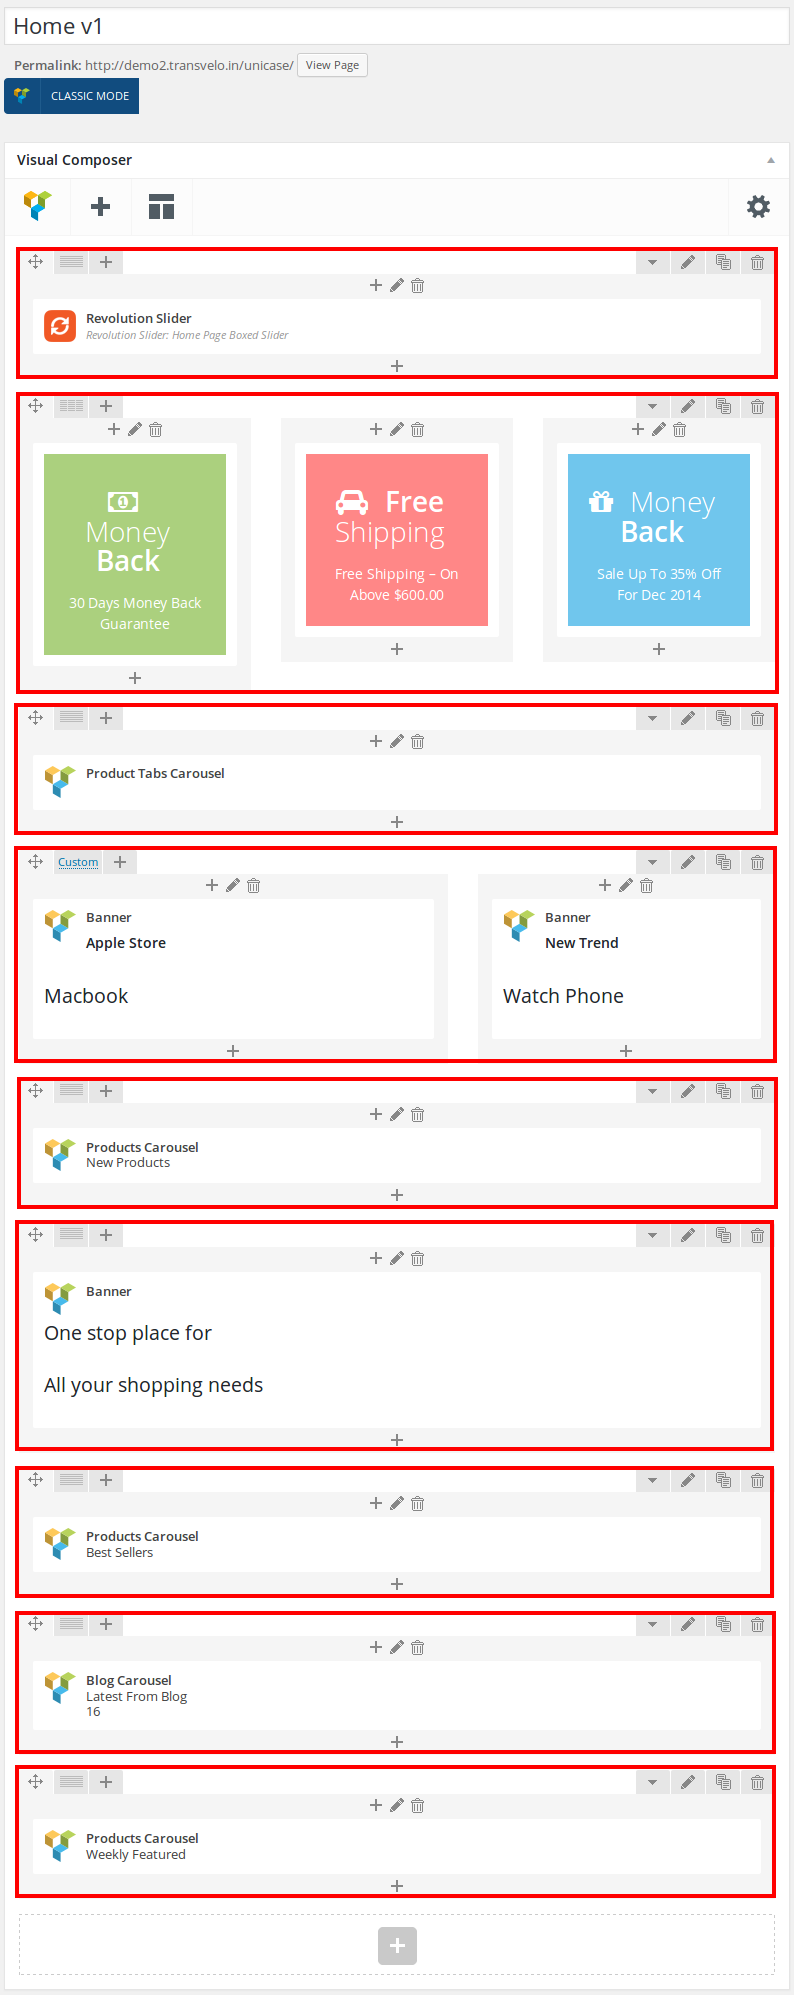 Home v1
Permalink: http://demo2.transvelo.in/unicase/ View Page
CLASSIC MODE
Visual Composer
Revolution Slider
Revolution Slider: Home Page Boxed Slider
Money
Back
30 Days Money Back
Guarantee
Free
Shipping
Free Shipping – On
Above $600.00
Money
Back
Sale Up To 35% Off
For Dec 2014
Product Tabs Carousel
Custom
Banner
Apple Store
Macbook
Banner
New Trend
Watch Phone
Products Carousel
New Products
Banner
One stop place for
All your shopping needs
Products Carousel
Best Sellers
Blog Carousel
Latest From Blog
16
Products Carousel
Weekly Featured